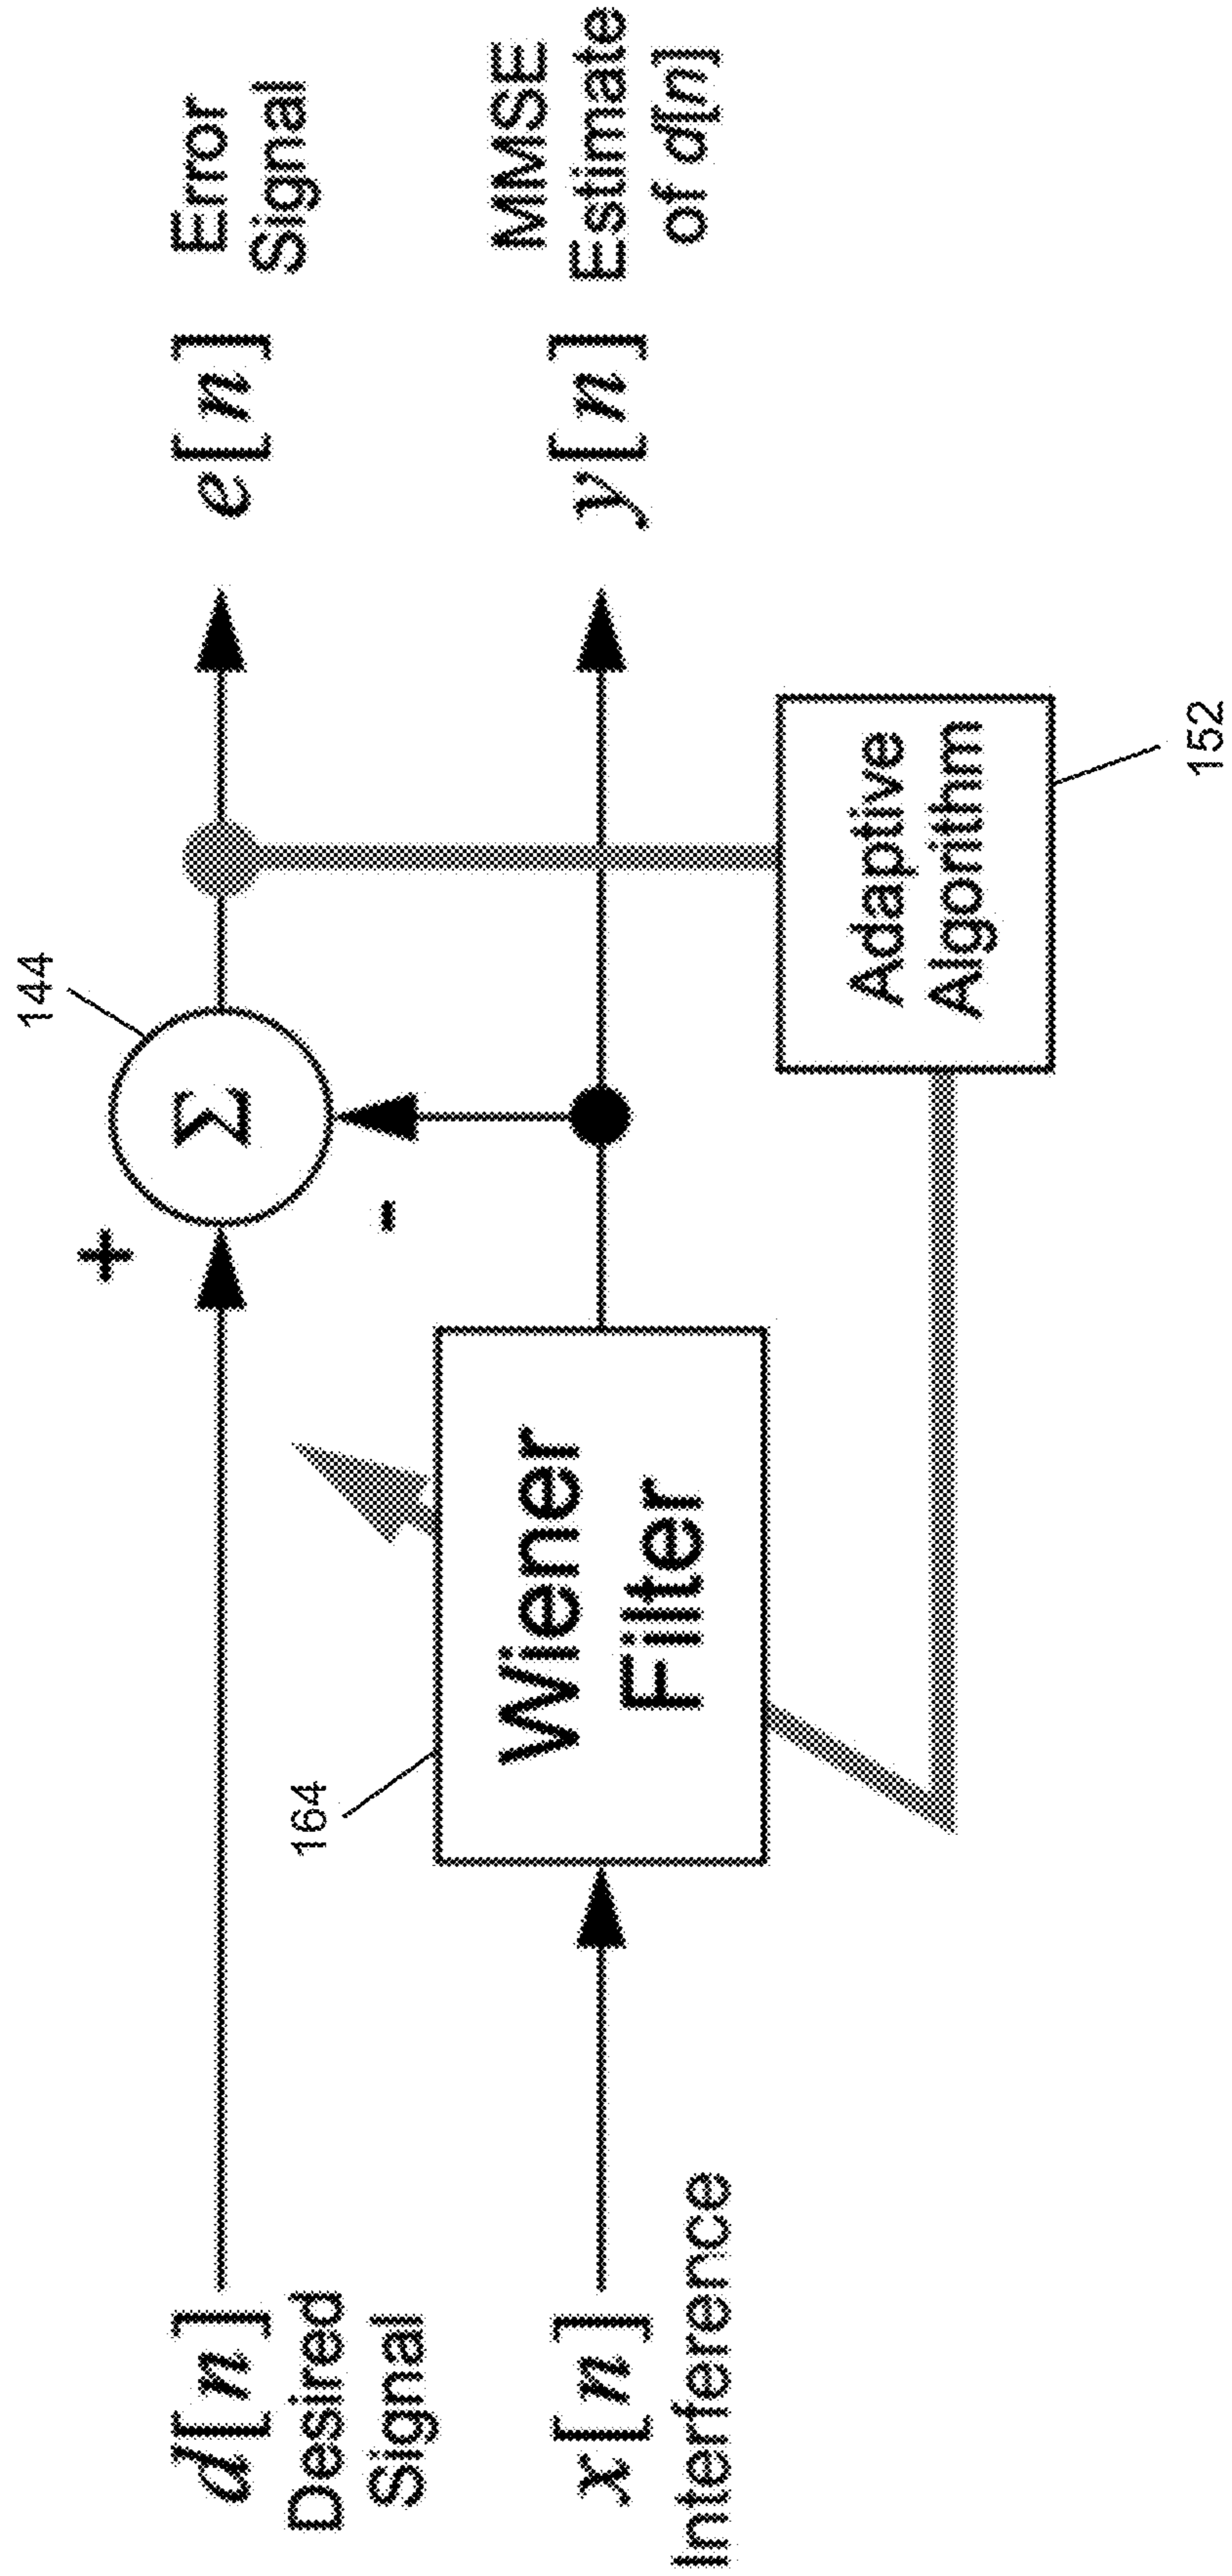 144
d[n]
Desired
Signal
+
Σ
e[n]
Error
Signal
164
-
x[n]
Interference
Wiener
Filter
y[n]
MMSE
Estimate
of d[n]
Adaptive
Algorithm
152